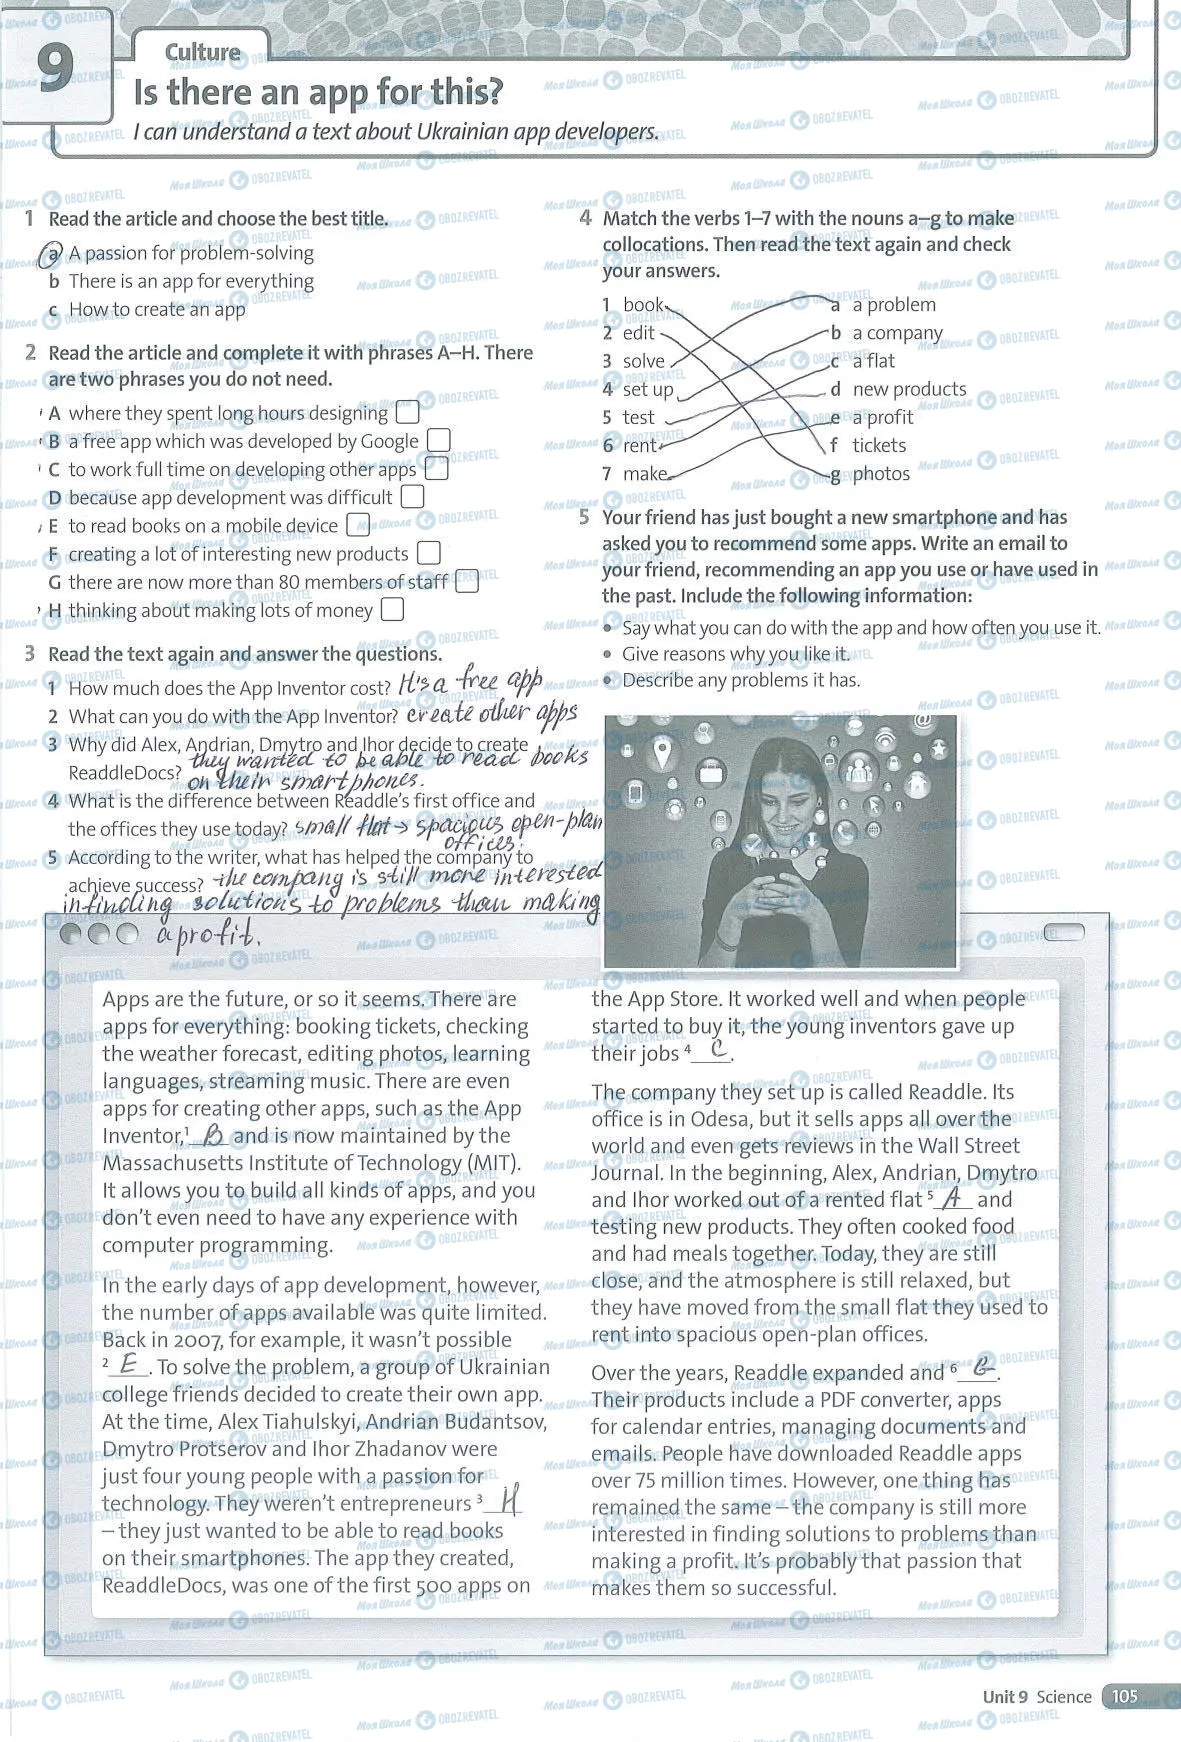 9
Culture
Is there an app for this?
I can understand a text about Ukrainian app developers.
1 Read the article and choose the best title.
a A passion for problem-solving
b There is an app for everything
c How to create an app
2 Read the article and complete it with phrases A–H. There
are two phrases you do not need.
A where they spent long hours designing
B a free app which was developed by Google
C to work full time on developing other apps
D because app development was difficult
E to read books on a mobile device
F creating a lot of interesting new products
G there are now more than 80 members of staff
H thinking about making lots of money
3 Read the text again and answer the questions.
1 How much does the App Inventor cost? It's a free app
2 What can you do with the App Inventor? create other apps
3 Why did Alex, Andrian, Dmytro and Ihor decide to create
ReaddleDocs? they wanted to be able to read books
on their smartphones.
4 What is the difference between Readdle's first office and
the offices they use today? small flat → spacious open-plan
offices.
5 According to the writer, what has helped the company to
achieve success? the company is still more interested
in finding solutions to problems than making
a profit.
4 Match the verbs 1–7 with the nouns a–g to make
collocations. Then read the text again and check
your answers.
1 book a a problem
2 edit b a company
3 solve c a flat
4 set up d new products
5 test e a profit
6 rent f tickets
7 make g photos
5 Your friend has just bought a new smartphone and has
asked you to recommend some apps. Write an email to
your friend, recommending an app you use or have used in
the past. Include the following information:
• Say what you can do with the app and how often you use it.
• Give reasons why you like it.
• Describe any problems it has.
Apps are the future, or so it seems. There are
apps for everything: booking tickets, checking
the weather forecast, editing photos, learning
languages, streaming music. There are even
apps for creating other apps, such as the App
Inventor,¹ B and is now maintained by the
Massachusetts Institute of Technology (MIT).
It allows you to build all kinds of apps, and you
don't even need to have any experience with
computer programming.
In the early days of app development, however,
the number of apps available was quite limited.
Back in 2007, for example, it wasn't possible
² E . To solve the problem, a group of Ukrainian
college friends decided to create their own app.
At the time, Alex Tiahulskyi, Andrian Budantsov,
Dmytro Protserov and Ihor Zhadanov were
just four young people with a passion for
technology. They weren't entrepreneurs ³ H
– they just wanted to be able to read books
on their smartphones. The app they created,
ReaddleDocs, was one of the first 500 apps on
the App Store. It worked well and when people
started to buy it, the young inventors gave up
their jobs ⁴ C .
The company they set up is called Readdle. Its
office is in Odesa, but it sells apps all over the
world and even gets reviews in the Wall Street
Journal. In the beginning, Alex, Andrian, Dmytro
and Ihor worked out of a rented flat ⁵ A and
testing new products. They often cooked food
and had meals together. Today, they are still
close, and the atmosphere is still relaxed, but
they have moved from the small flat they used to
rent into spacious open-plan offices.
Over the years, Readdle expanded and ⁶ G .
Their products include a PDF converter, apps
for calendar entries, managing documents and
emails. People have downloaded Readdle apps
over 75 million times. However, one thing has
remained the same – the company is still more
interested in finding solutions to problems than
making a profit. It's probably that passion that
makes them so successful.
Unit 9 Science 105
Моя Школа OBOZREVATEL